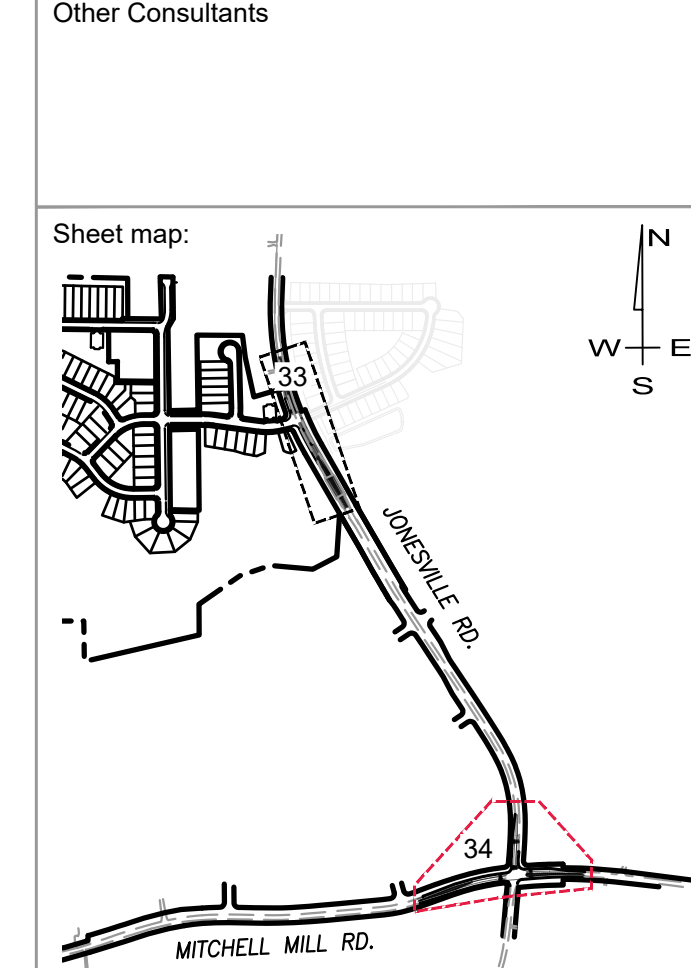 Other Consultants
Sheet map:
N
W E
S
33
JONESVILLE RD.
34
MITCHELL MILL RD.